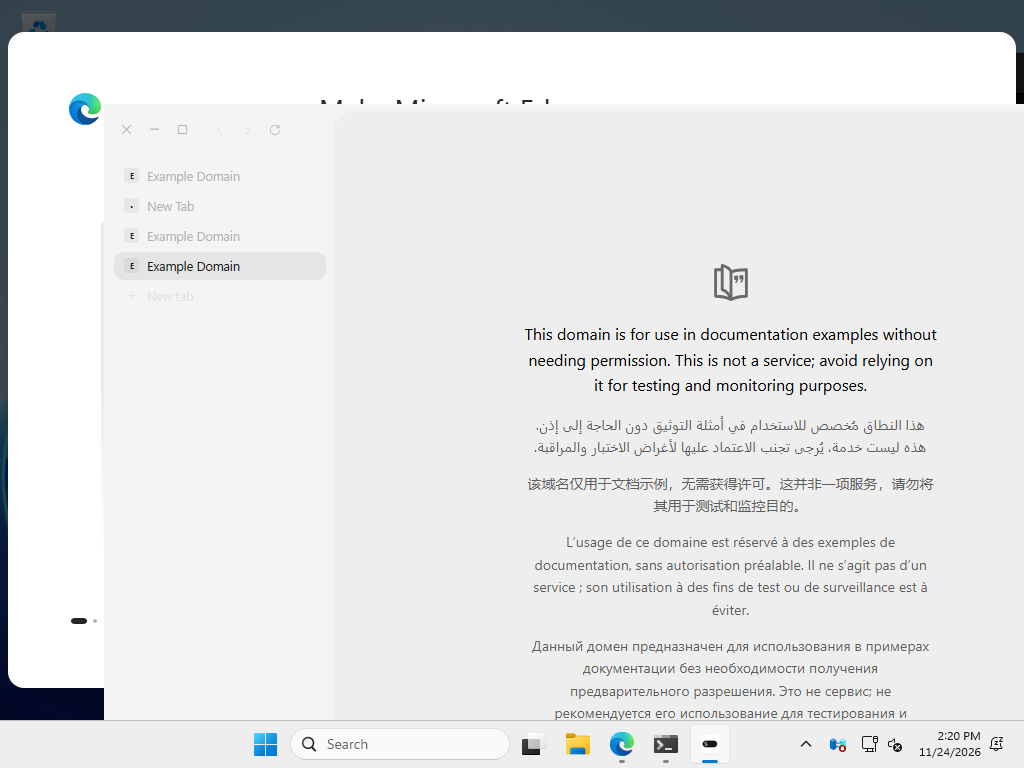 Example Domain
New Tab
Example Domain
Example Domain
New tab
This domain is for use in documentation examples without
needing permission. This is not a service; avoid relying on
it for testing and monitoring purposes.
هذا النطاق مُخصص للاستخدام في أمثلة التوثيق دون الحاجة إلى إذن.
هذه ليست خدمة، يُرجى تجنب الاعتماد عليها لأغراض الاختبار والمراقبة.
该域名仅用于文档示例，无需获得许可。这并非一项服务，请勿将
其用于测试和监控目的。
L’usage de ce domaine est réservé à des exemples de
documentation, sans autorisation préalable. Il ne s’agit pas d’un
service ; son utilisation à des fins de test ou de surveillance est à
éviter.
Данный домен предназначен для использования в примерах
документации без необходимости получения
предварительного разрешения. Это не сервис; не
рекомендуется его использование для тестирования и
Search
2:20 PM
11/24/2026